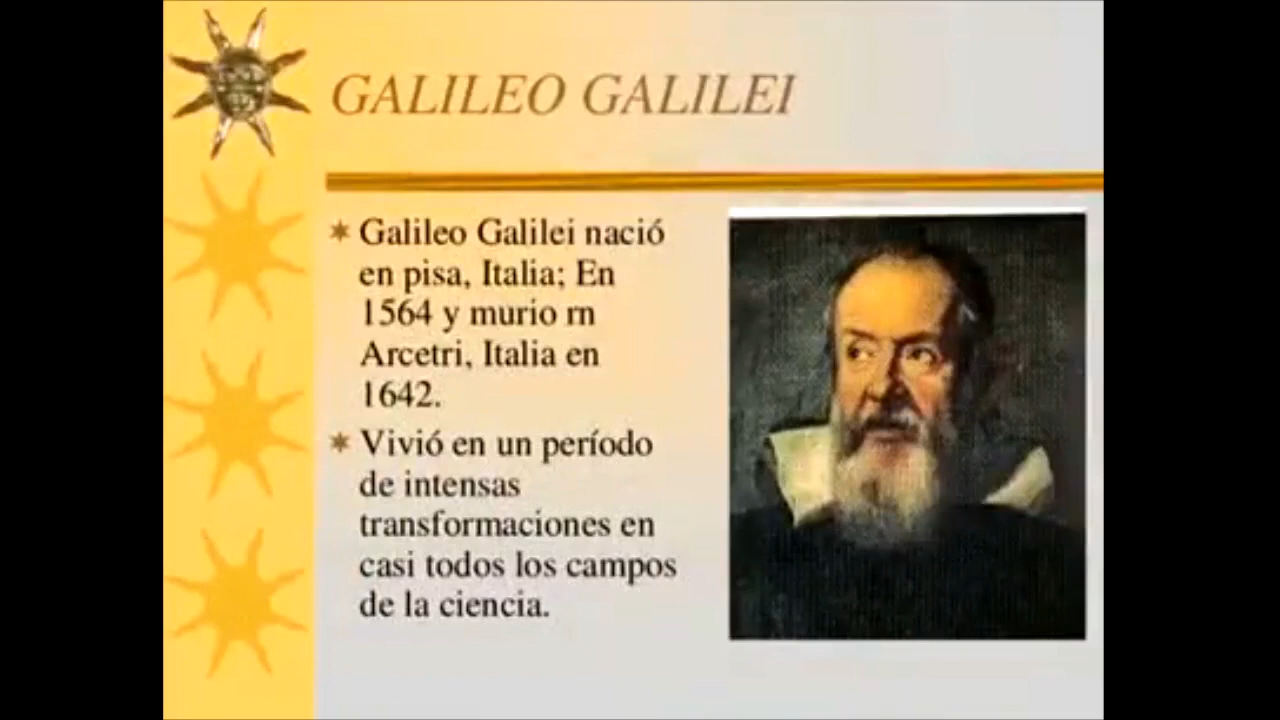 GALILEO GALILEI
Galileo Galilei nació
en pisa, Italia; En
1564 y murio rn
Arcetri, Italia en
1642.
Vivió en un período
de intensas
transformaciones en
casi todos los campos
de la ciencia.